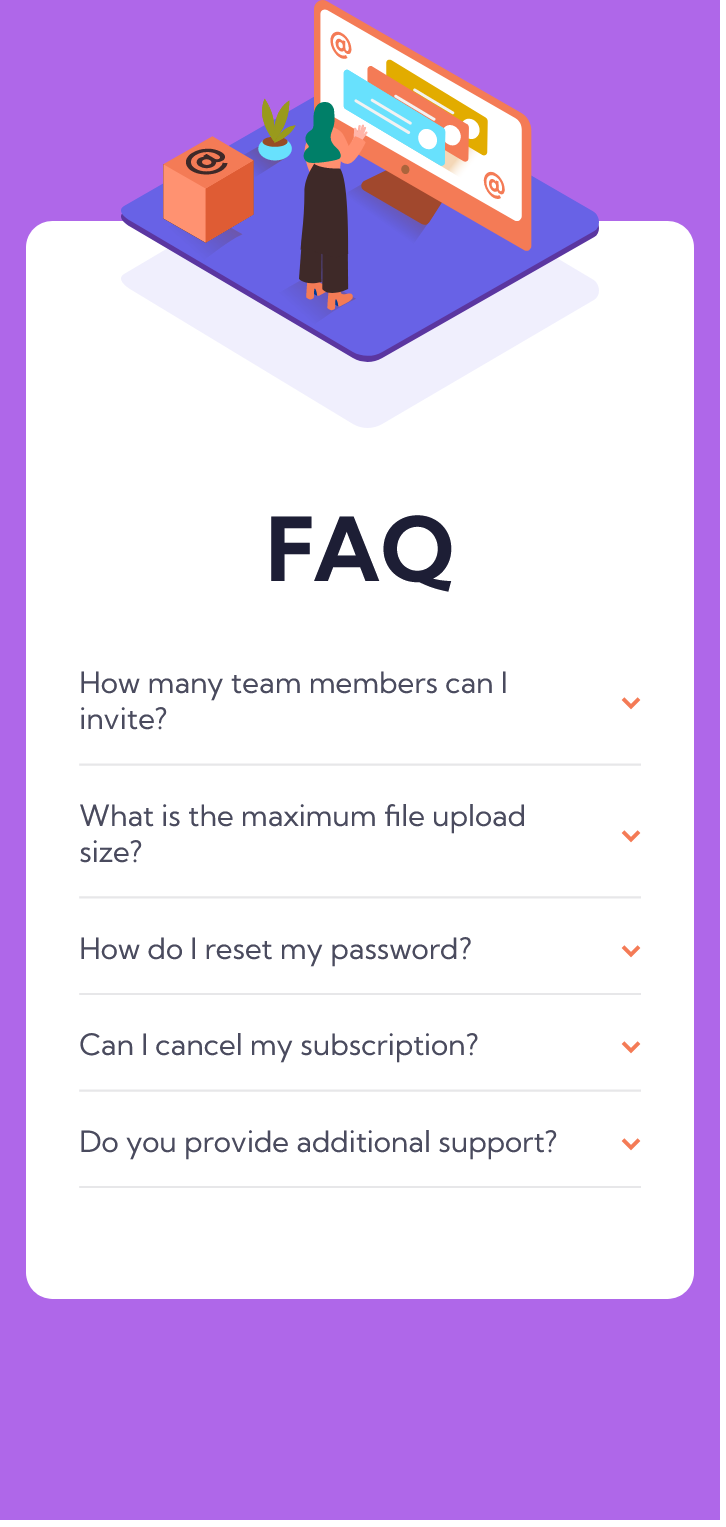 @
@
@
FAQ
How many team members can I
invite?
What is the maximum file upload
size?
How do I reset my password?
Can I cancel my subscription?
Do you provide additional support?